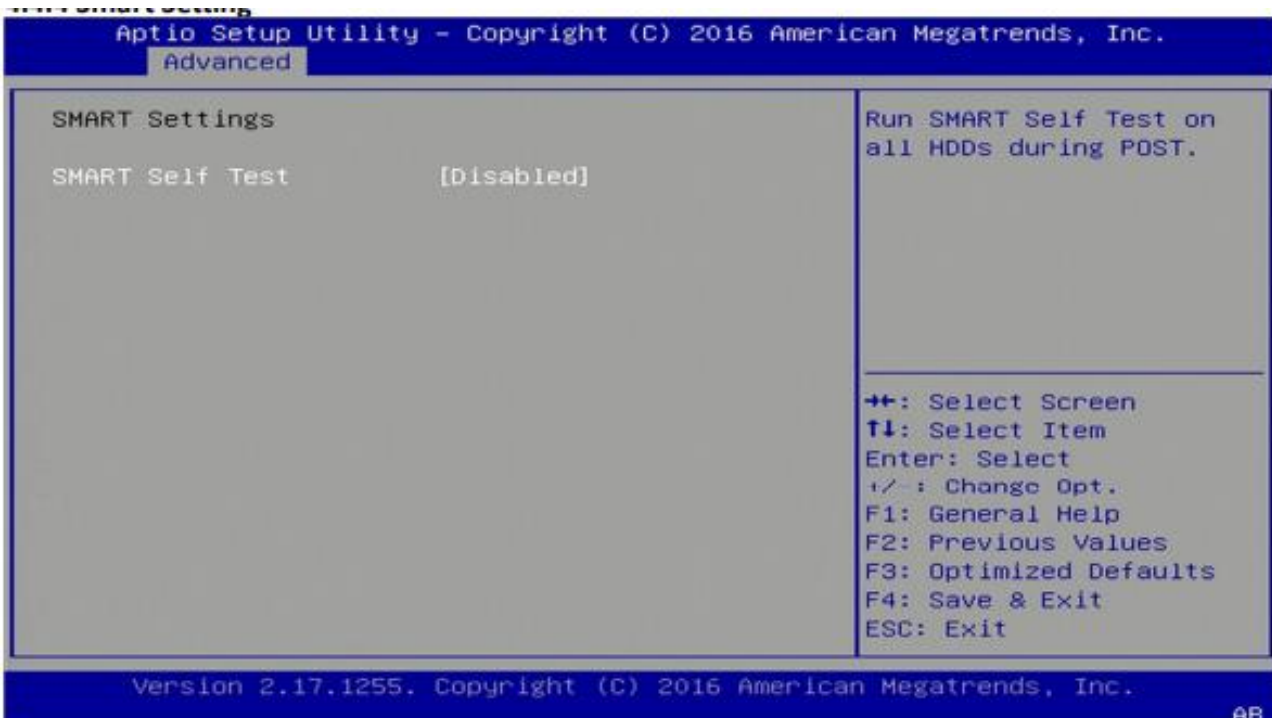 Aptio Setup Utility – Copyright (C) 2016 American Megatrends, Inc.
Advanced
SMART Settings
SMART Self Test [Disabled]
Run SMART Self Test on
all HDDs during POST.
→←: Select Screen
↑↓: Select Item
Enter: Select
+/-: Change Opt.
F1: General Help
F2: Previous Values
F3: Optimized Defaults
F4: Save & Exit
ESC: Exit
Version 2.17.1255. Copyright (C) 2016 American Megatrends, Inc.
AB